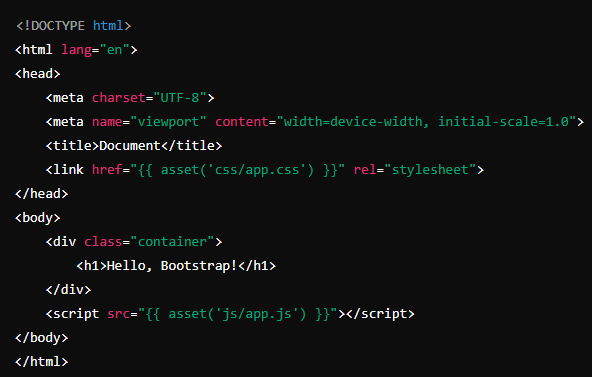 <!DOCTYPE html>
<html lang="en">
<head>
    <meta charset="UTF-8">
    <meta name="viewport" content="width=device-width, initial-scale=1.0">
    <title>Document</title>
    <link href="{{ asset('css/app.css') }}" rel="stylesheet">
</head>
<body>
    <div class="container">
        <h1>Hello, Bootstrap!</h1>
    </div>
    <script src="{{ asset('js/app.js') }}"></script>
</body>
</html>